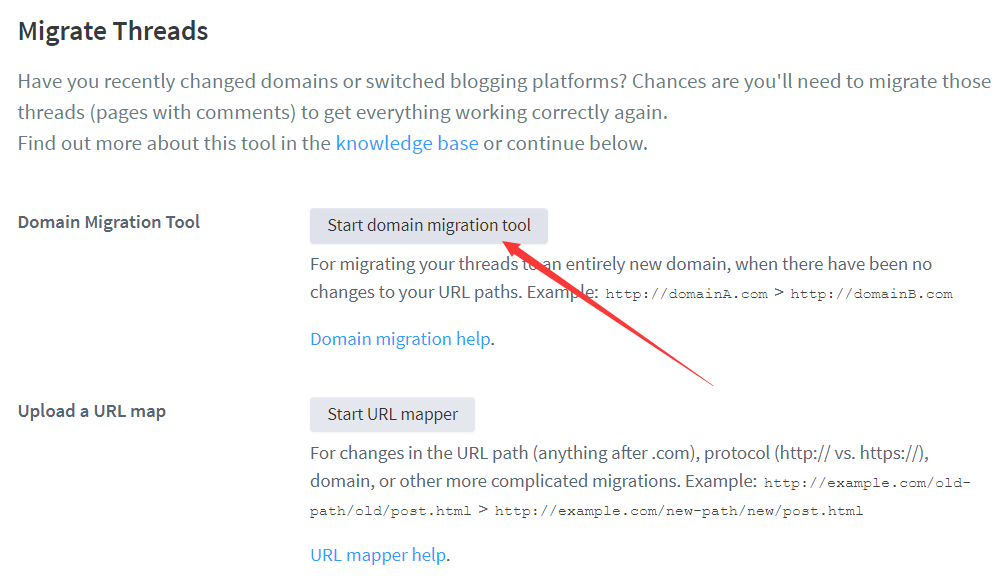 Migrate Threads
Have you recently changed domains or switched blogging platforms? Chances are you'll need to migrate those
threads (pages with comments) to get everything working correctly again.
Find out more about this tool in the knowledge base or continue below.
Domain Migration Tool
Start domain migration tool
For migrating your threads to an entirely new domain, when there have been no
changes to your URL paths. Example: http://domainA.com > http://domainB.com
Domain migration help.
Upload a URL map
Start URL mapper
For changes in the URL path (anything after .com), protocol (http:// vs. https://),
domain, or other more complicated migrations. Example: http://example.com/old-
path/old/post.html > http://example.com/new-path/new/post.html
URL mapper help.